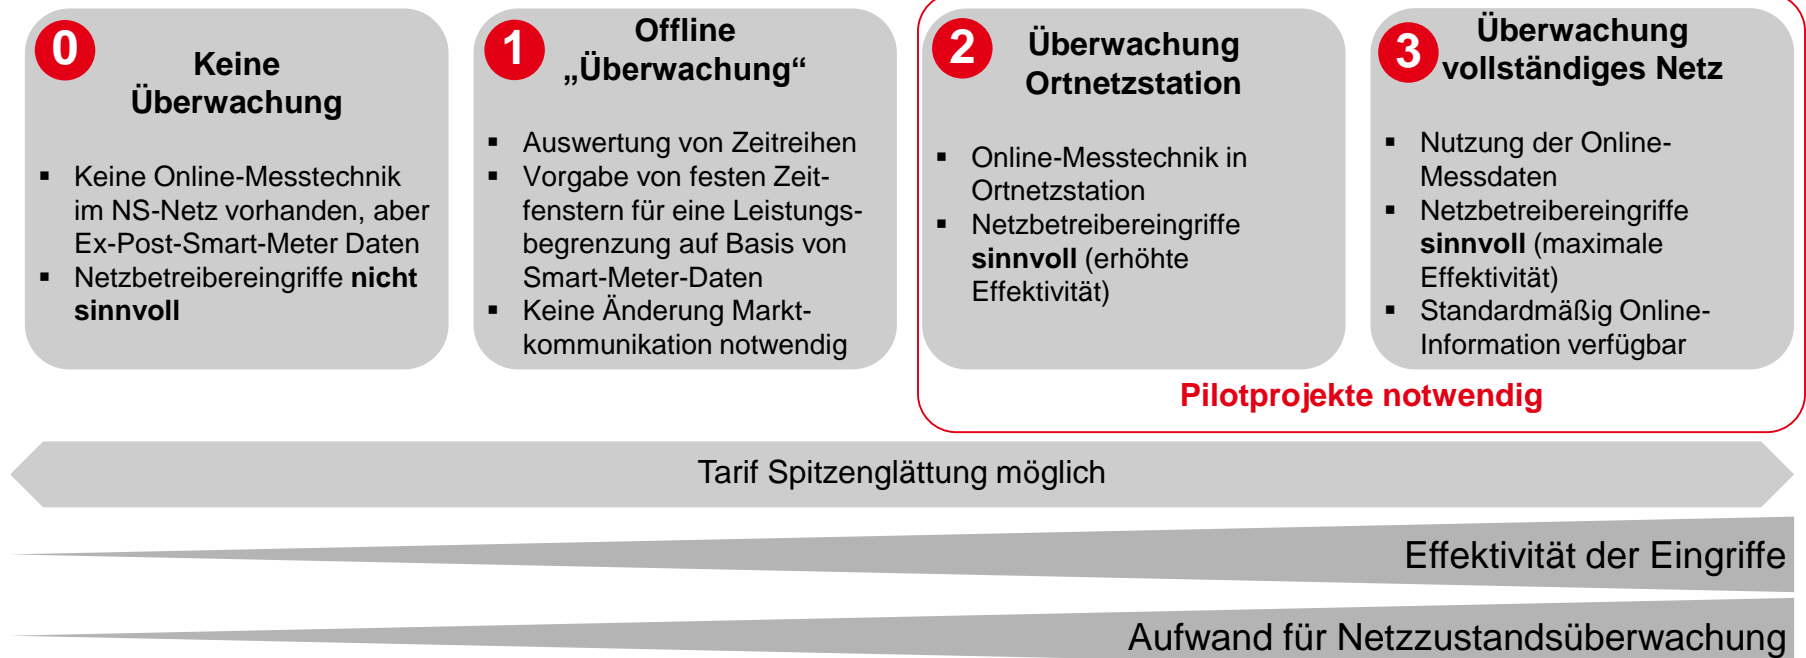 0
Keine
Überwachung
▪ Keine Online-Messtechnik
im NS-Netz vorhanden, aber
Ex-Post-Smart-Meter Daten
▪ Netzbetreibereingriffe nicht
sinnvoll
1
Offline
„Überwachung“
▪ Auswertung von Zeitreihen
▪ Vorgabe von festen Zeit-
fenstern für eine Leistungs-
begrenzung auf Basis von
Smart-Meter-Daten
▪ Keine Änderung Markt-
kommunikation notwendig
2
Überwachung
Ortnetzstation
▪ Online-Messtechnik in
Ortnetzstation
▪ Netzbetreibereingriffe
sinnvoll (erhöhte
Effektivität)
3
Überwachung
vollständiges Netz
▪ Nutzung der Online-
Messdaten
▪ Netzbetreibereingriffe
sinnvoll (maximale
Effektivität)
▪ Standardmäßig Online-
Information verfügbar
Pilotprojekte notwendig
Tarif Spitzenglättung möglich
Effektivität der Eingriffe
Aufwand für Netzzustandsüberwachung